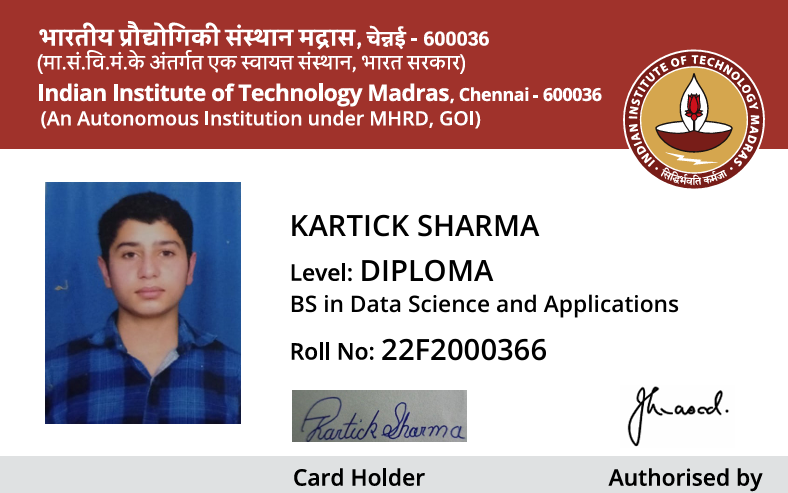 भारतीय प्रौद्योगिकी संस्थान मद्रास, चेन्नई - 600036
(मा.सं.वि.मं.के अंतर्गत एक स्वायत्त संस्थान, भारत सरकार)
Indian Institute of Technology Madras, Chennai - 600036
(An Autonomous Institution under MHRD, GOI)
INDIAN INSTITUTE OF TECHNOLOGY MADRAS
सिद्धिर्भवति कर्मजा
KARTICK SHARMA
Level: DIPLOMA
BS in Data Science and Applications
Roll No: 22F2000366
Kartick Sharma
Card Holder
Authorised by